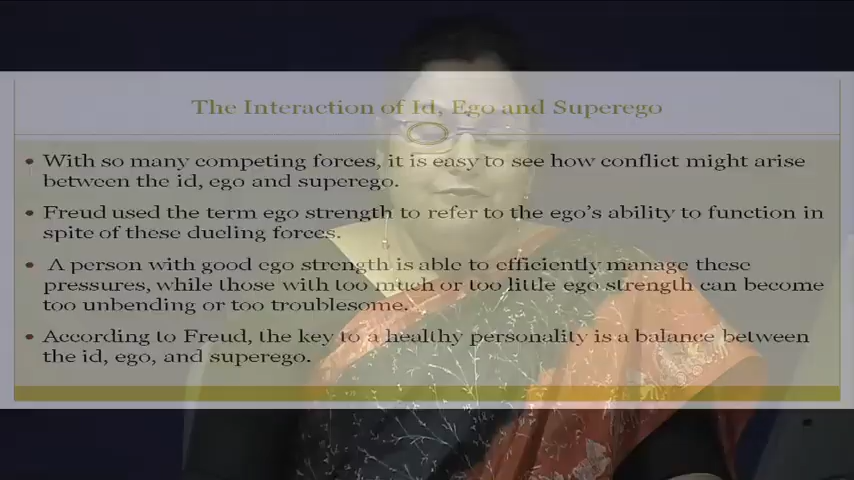 The Interaction of Id, Ego and Superego
• With so many competing forces, it is easy to see how conflict might arise
between the id, ego and superego.
• Freud used the term ego strength to refer to the ego's ability to function in
spite of these dueling forces.
• A person with good ego strength is able to efficiently manage these
pressures, while those with too much or too little ego strength can become
too unbending or too troublesome.
• According to Freud, the key to a healthy personality is a balance between
the id, ego, and superego.